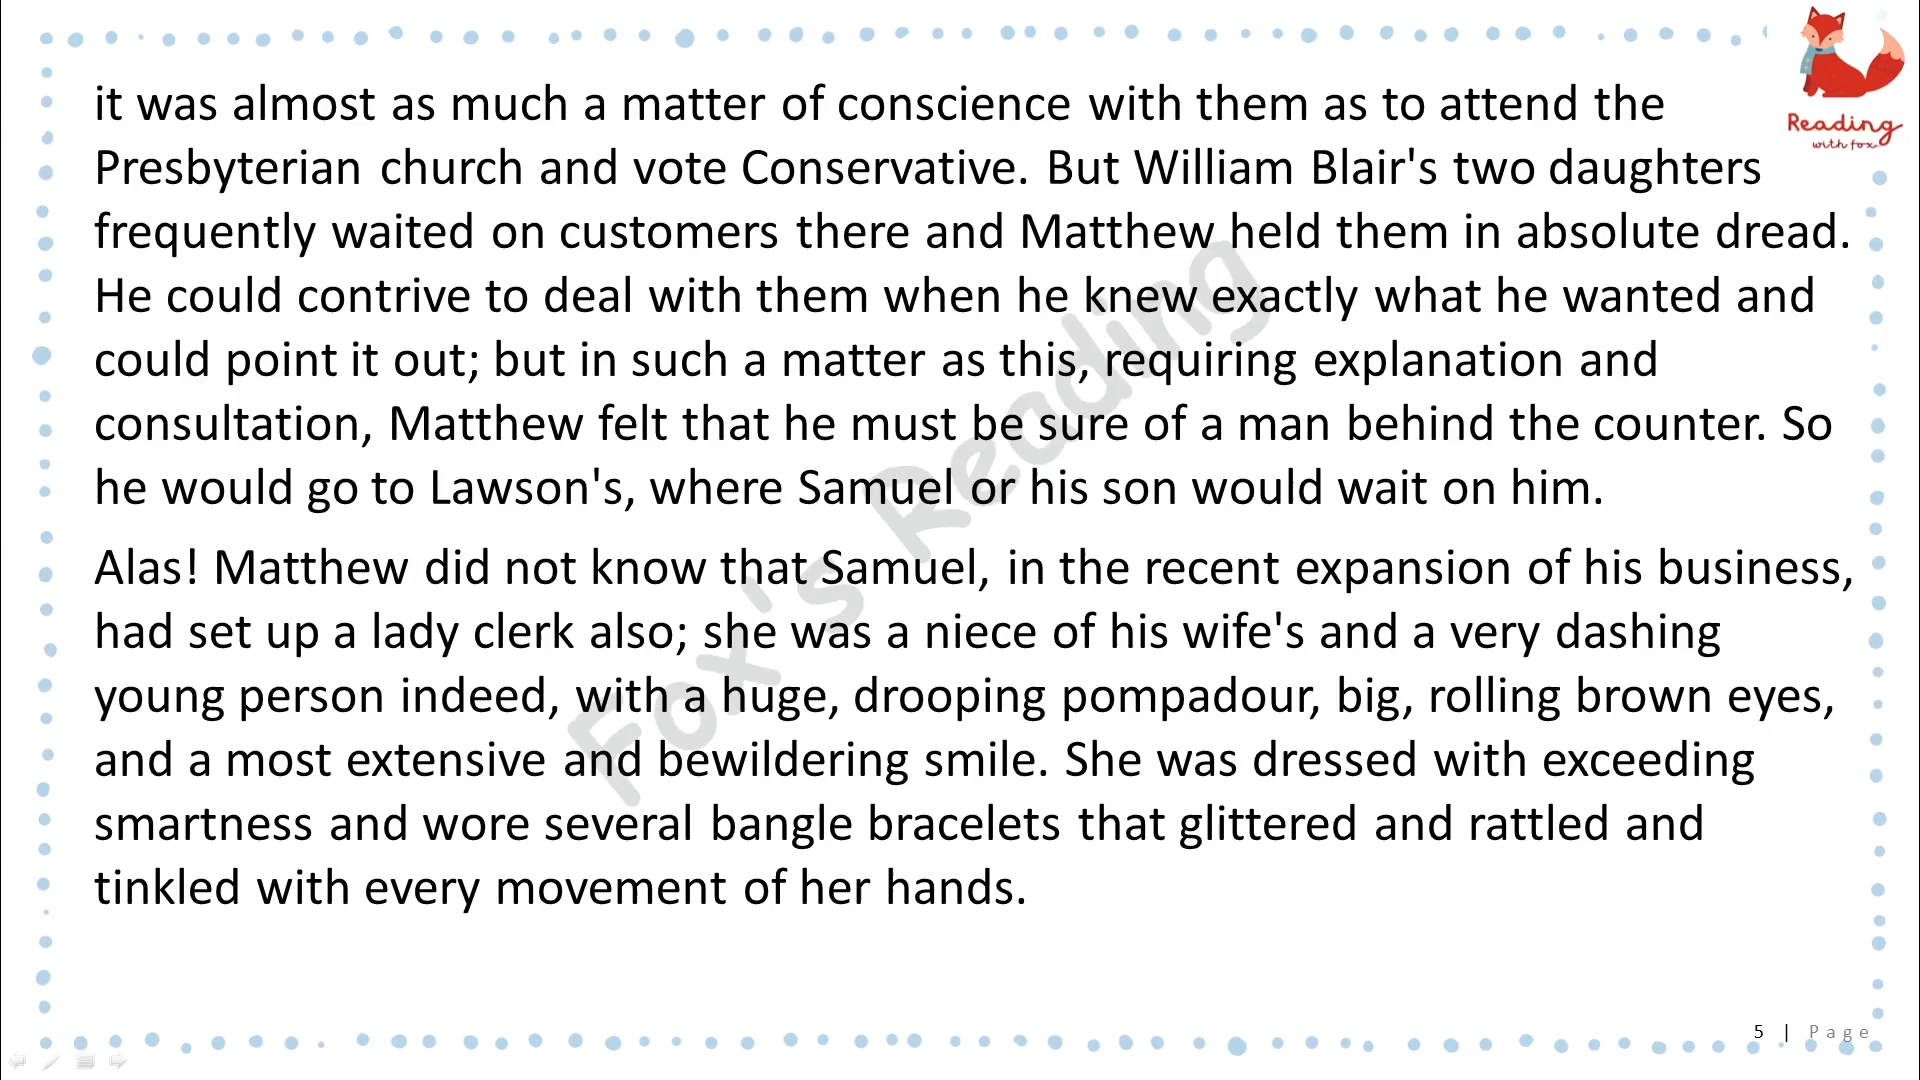 Reading
with fox
it was almost as much a matter of conscience with them as to attend the
Presbyterian church and vote Conservative. But William Blair's two daughters
frequently waited on customers there and Matthew held them in absolute dread.
He could contrive to deal with them when he knew exactly what he wanted and
could point it out; but in such a matter as this, requiring explanation and
consultation, Matthew felt that he must be sure of a man behind the counter. So
he would go to Lawson's, where Samuel or his son would wait on him.
Alas! Matthew did not know that Samuel, in the recent expansion of his business,
had set up a lady clerk also; she was a niece of his wife's and a very dashing
young person indeed, with a huge, drooping pompadour, big, rolling brown eyes,
and a most extensive and bewildering smile. She was dressed with exceeding
smartness and wore several bangle bracelets that glittered and rattled and
tinkled with every movement of her hands.
Fox's Reading
5 | Page